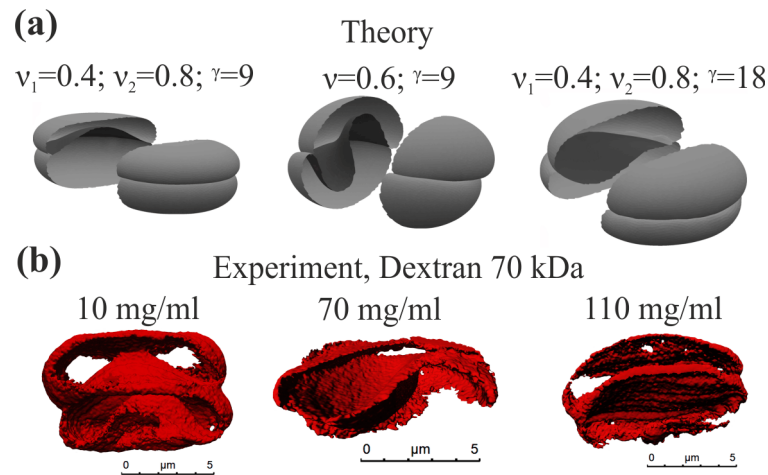 (a)
Theory
ν₁=0.4; ν₂=0.8; γ=9
ν=0.6; γ=9
ν₁=0.4; ν₂=0.8; γ=18
(b)
Experiment, Dextran 70 kDa
10 mg/ml
70 mg/ml
110 mg/ml
0 µm 5
0 µm 5
0 µm 5